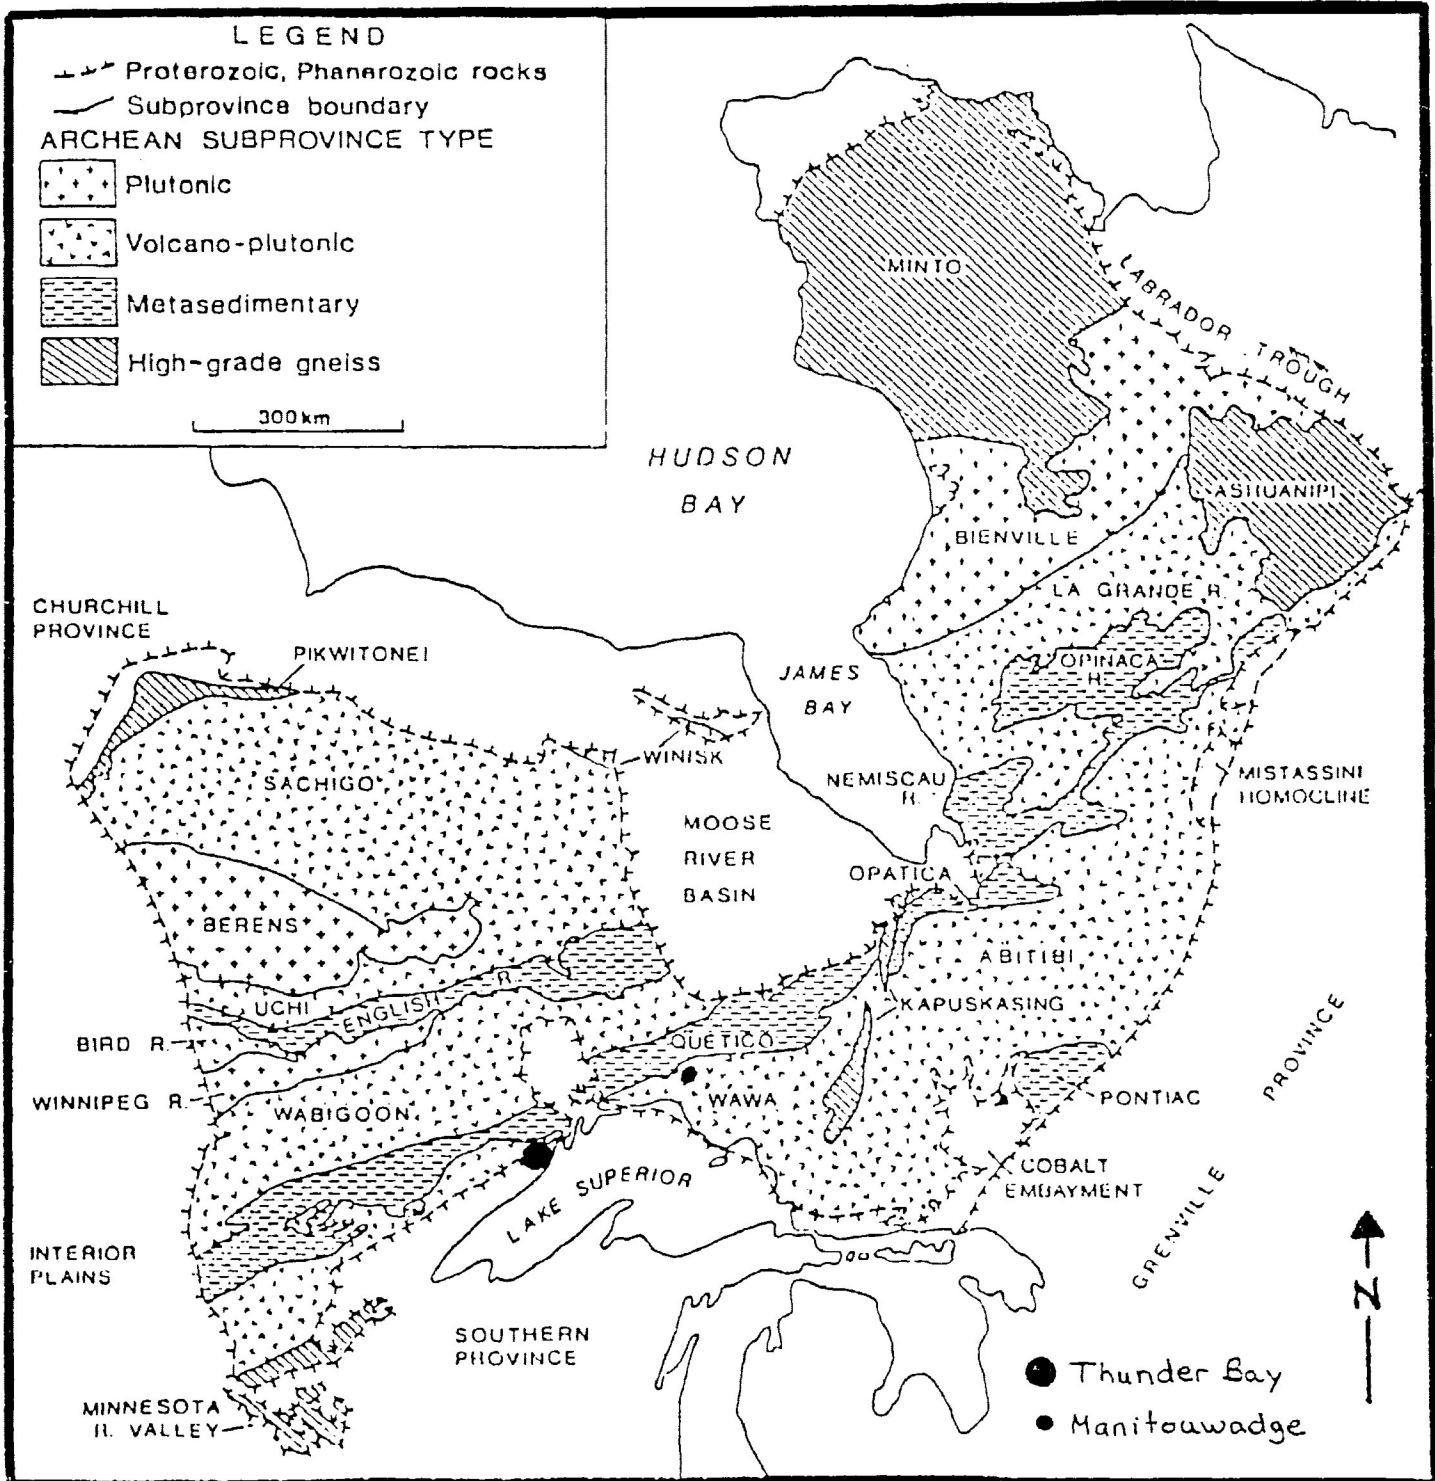 LEGEND
Proterozoic, Phanerozoic rocks
Subprovince boundary
ARCHEAN SUBPROVINCE TYPE
Plutonic
Volcano-plutonic
Metasedimentary
High-grade gneiss
300 km
MINTO
LABRADOR TROUGH
HUDSON
BAY
ASHUANIPI
BIENVILLE
LA GRANDE R.
CHURCHILL
PROVINCE
PIKWITONEI
OPINACA
R.
JAMES
BAY
WINISK
SACHIGO
NEMISCAU
R.
MISTASSINI
HOMOCLINE
MOOSE
RIVER
BASIN
OPATICA
BERENS
ABITIBI
UCHI
ENGLISH R.
KAPUSKASING
BIRD R.
QUETICO
WINNIPEG R.
WABIGOON
WAWA
PONTIAC
COBALT
EMBAYMENT
LAKE SUPERIOR
GRENVILLE PROVINCE
INTERIOR
PLAINS
SOUTHERN
PROVINCE
N
Thunder Bay
Manitouwadge
MINNESOTA
R. VALLEY